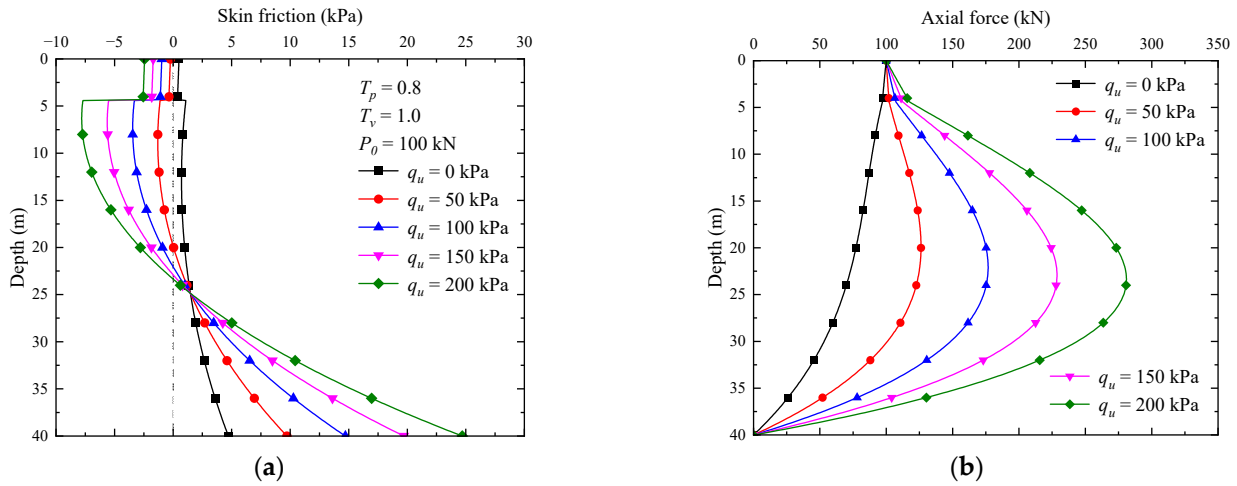 Skin friction (kPa)
−10 −5 0 5 10 15 20 25 30
0
5
10
15
20
25
30
35
40
Depth (m)
T_p = 0.8
T_v = 1.0
P_0 = 100 kN
q_u = 0 kPa
q_u = 50 kPa
q_u = 100 kPa
q_u = 150 kPa
q_u = 200 kPa
(a)
Axial force (kN)
0 50 100 150 200 250 300 350
0
5
10
15
20
25
30
35
40
Depth (m)
q_u = 0 kPa
q_u = 50 kPa
q_u = 100 kPa
q_u = 150 kPa
q_u = 200 kPa
(b)